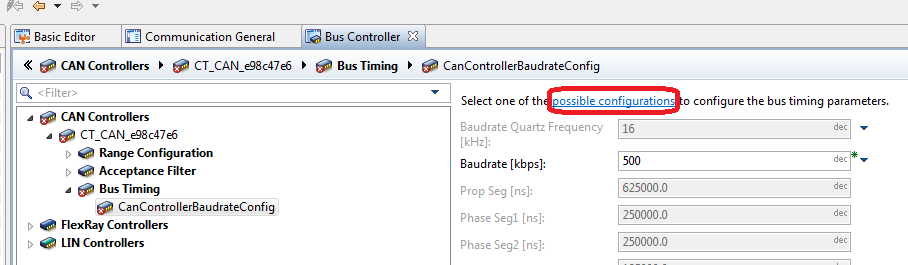 Basic Editor Communication General Bus Controller
« CAN Controllers CT_CAN_e98c47e6 Bus Timing CanControllerBaudrateConfig
<Filter>
CAN Controllers
CT_CAN_e98c47e6
Range Configuration
Acceptance Filter
Bus Timing
CanControllerBaudrateConfig
FlexRay Controllers
LIN Controllers
Select one of the possible configurations to configure the bus timing parameters.
Baudrate Quartz Frequency
[kHz]: 16 dec
Baudrate [kbps]: 500 dec *
Prop Seg [ns]: 625000.0 dec
Phase Seg1 [ns]: 250000.0 dec
Phase Seg2 [ns]: 250000.0 dec